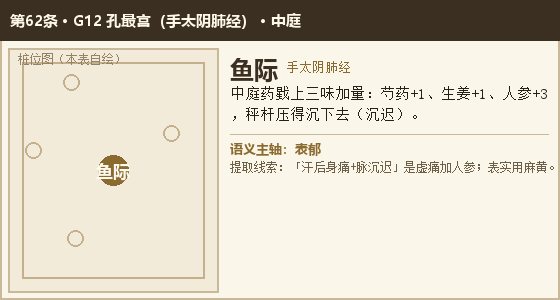 第62条・G12 孔最宫（手太阴肺经）・中庭
桩位图（本表自绘）
鱼际
鱼际 手太阴肺经
中庭药戥上三味加量：芍药+1、生姜+1、人参+3
，秤杆压得沉下去（沉迟）。
语义主轴：表郁
提取线索：「汗后身痛+脉沉迟」是虚痛加人参；表实用麻黄。